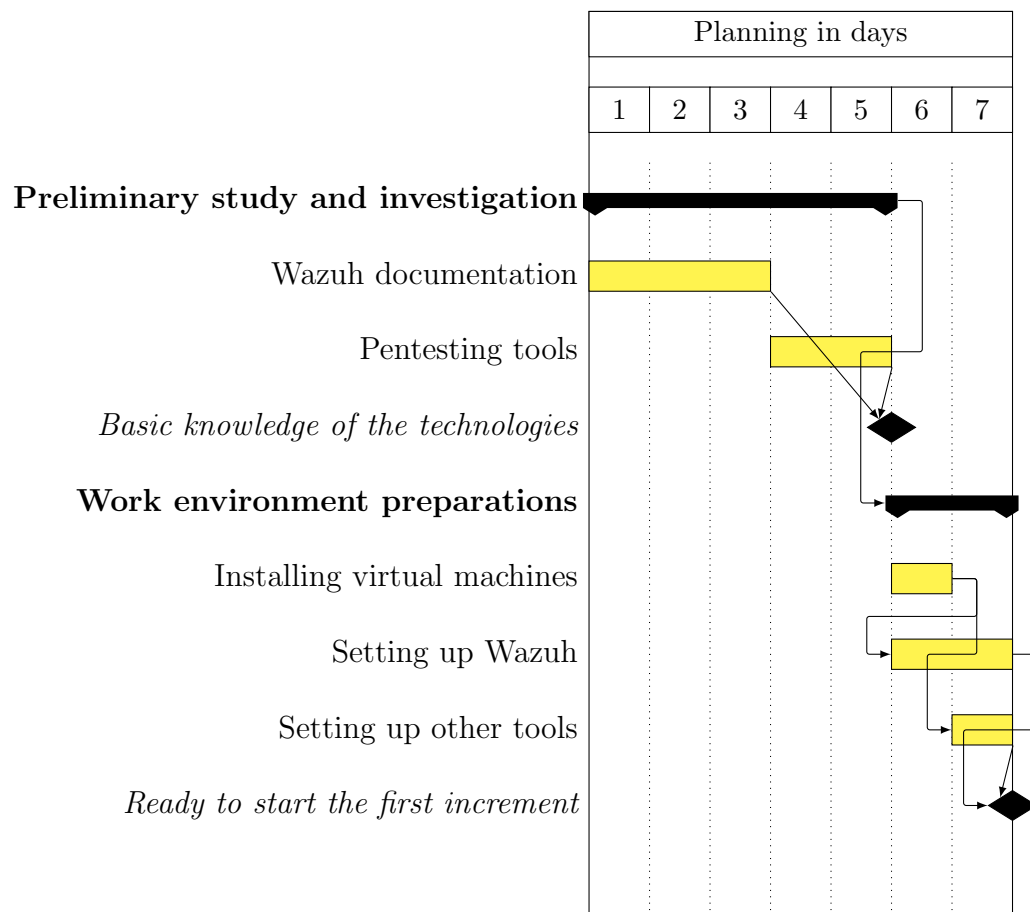 Planning in days
1 2 3 4 5 6 7
Preliminary study and investigation
Wazuh documentation
Pentesting tools
Basic knowledge of the technologies
Work environment preparations
Installing virtual machines
Setting up Wazuh
Setting up other tools
Ready to start the first increment